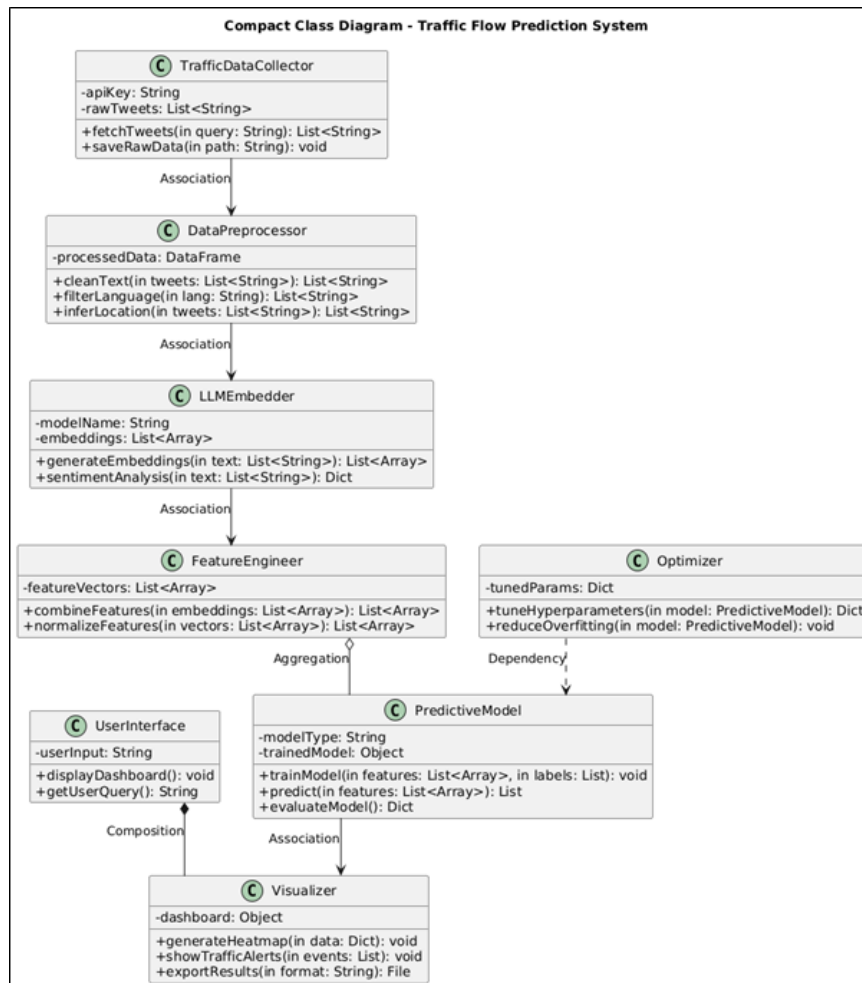 Compact Class Diagram - Traffic Flow Prediction System
C TrafficDataCollector
-apiKey: String
-rawTweets: List<String>
+fetchTweets(in query: String): List<String>
+saveRawData(in path: String): void
Association
C DataPreprocessor
-processedData: DataFrame
+cleanText(in tweets: List<String>): List<String>
+filterLanguage(in lang: String): List<String>
+inferLocation(in tweets: List<String>): List<String>
Association
C LLMEmbedder
-modelName: String
-embeddings: List<Array>
+generateEmbeddings(in text: List<String>): List<Array>
+sentimentAnalysis(in text: List<String>): Dict
Association
C FeatureEngineer
-featureVectors: List<Array>
+combineFeatures(in embeddings: List<Array>): List<Array>
+normalizeFeatures(in vectors: List<Array>): List<Array>
C Optimizer
-tunedParams: Dict
+tuneHyperparameters(in model: PredictiveModel): Dict
+reduceOverfitting(in model: PredictiveModel): void
Aggregation
Dependency
C UserInterface
-userInput: String
+displayDashboard(): void
+getUserQuery(): String
C PredictiveModel
-modelType: String
-trainedModel: Object
+trainModel(in features: List<Array>, in labels: List): void
+predict(in features: List<Array>): List
+evaluateModel(): Dict
Composition
Association
C Visualizer
-dashboard: Object
+generateHeatmap(in data: Dict): void
+showTrafficAlerts(in events: List): void
+exportResults(in format: String): File